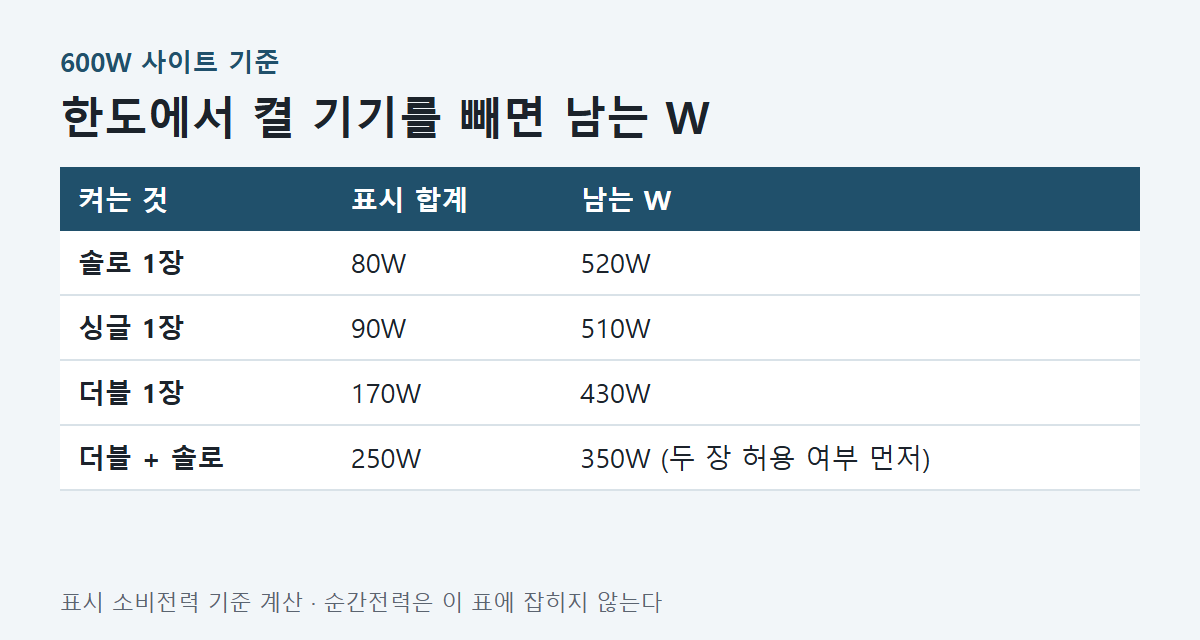 600W 사이트 기준
한도에서 켤 기기를 빼면 남는 W
켜는 것 표시 합계 남는 W
솔로 1장 80W 520W
싱글 1장 90W 510W
더블 1장 170W 430W
더블 + 솔로 250W 350W (두 장 허용 여부 먼저)
표시 소비전력 기준 계산 · 순간전력은 이 표에 잡히지 않는다